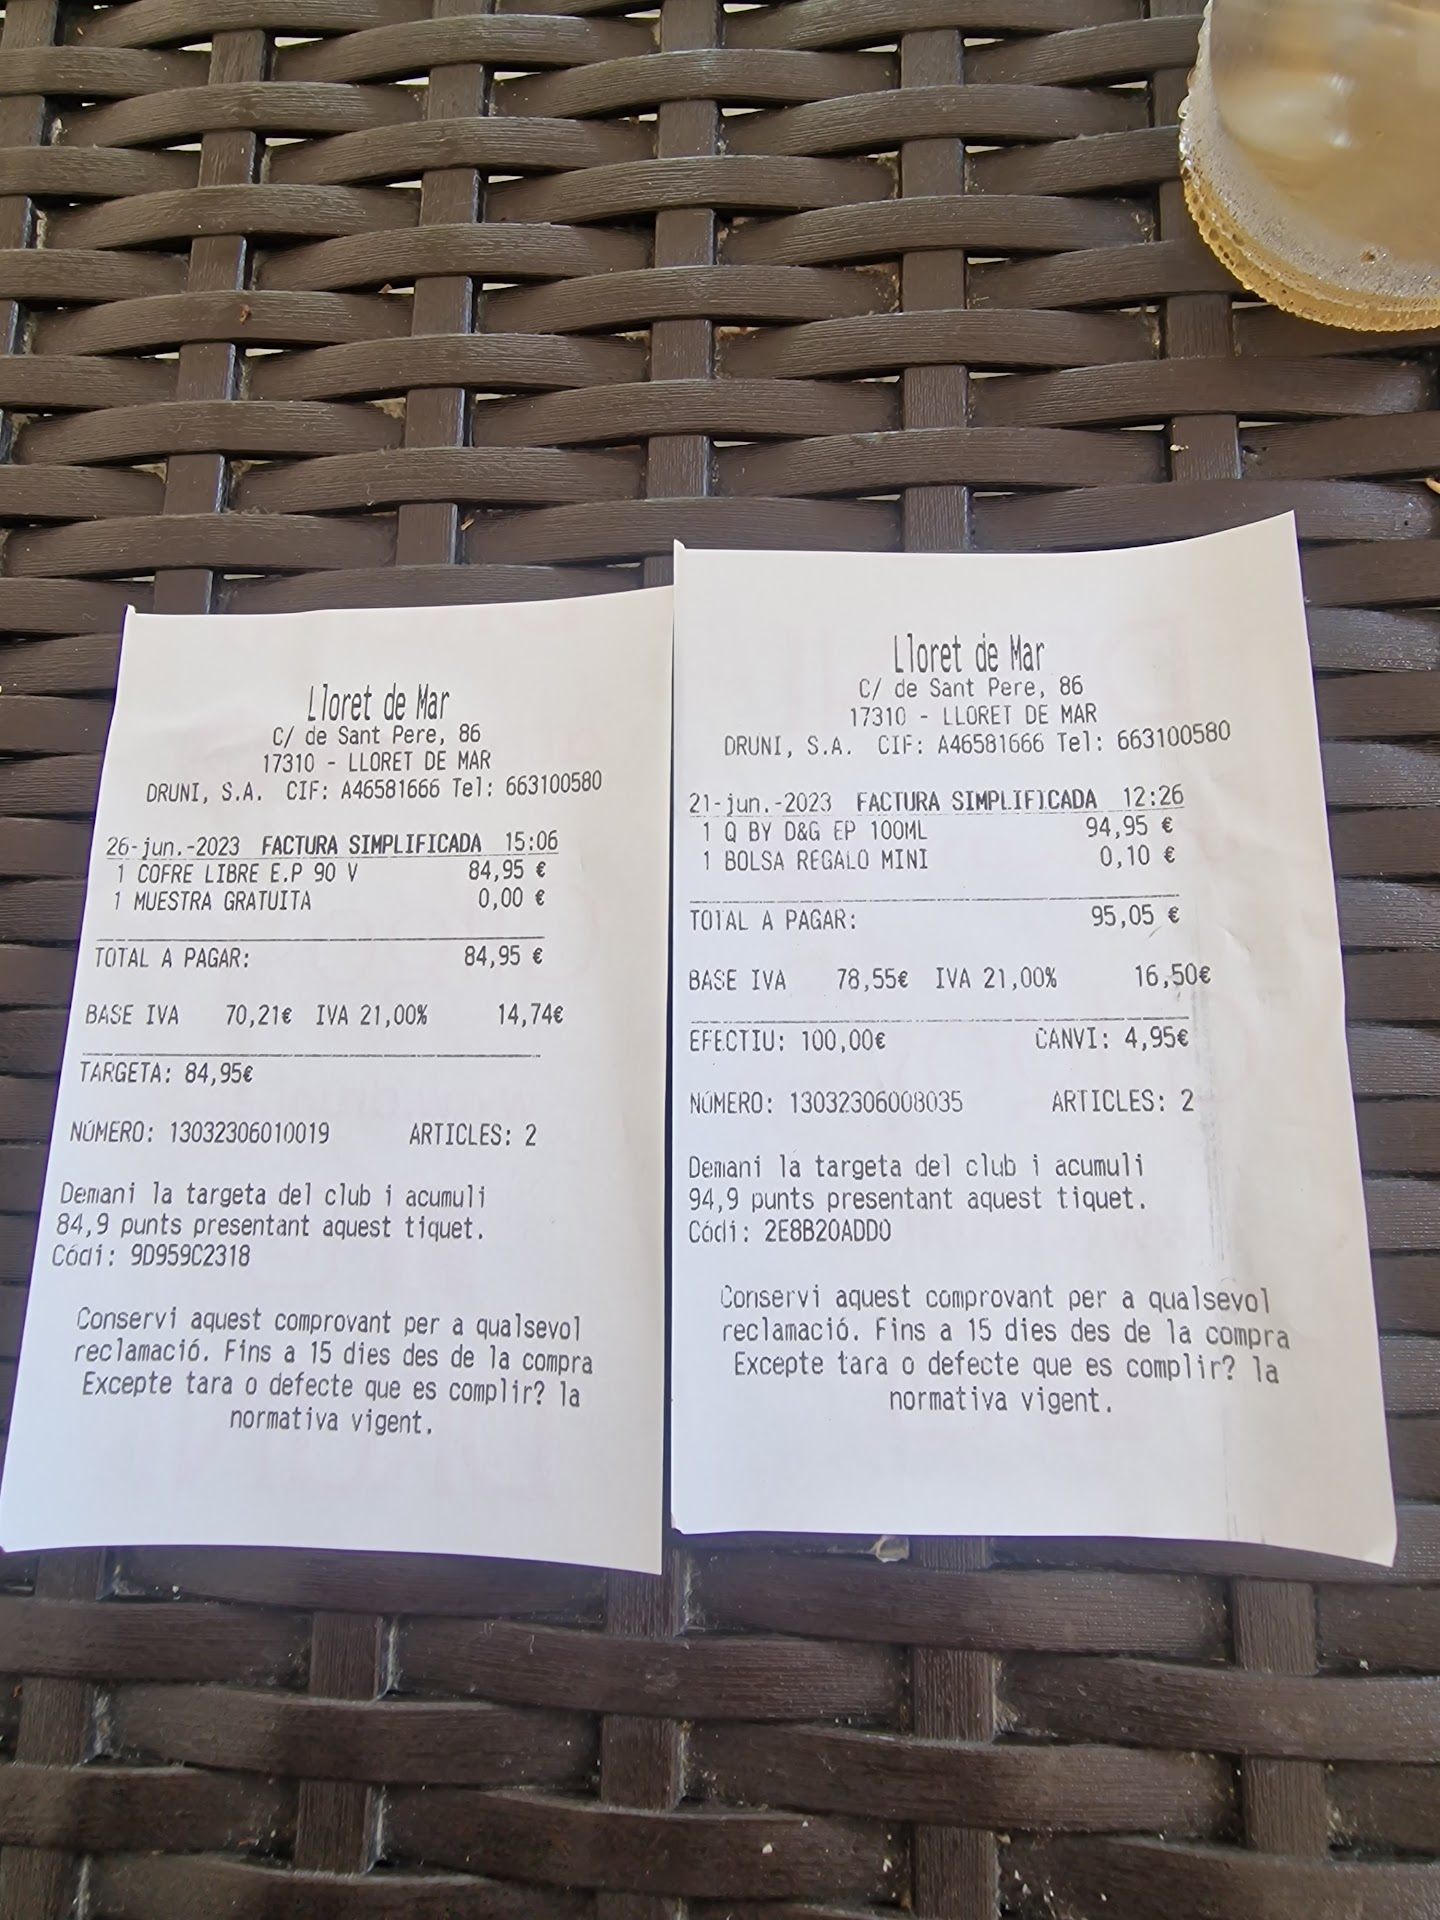 Lloret de Mar
C/ de Sant Pere, 86
17310 - LLORET DE MAR
DRUNI, S.A. CIF: A46581666 Tel: 663100580
26-jun.-2023 FACTURA SIMPLIFICADA 15:06
1 COFRE LIBRE E.P 90 V 84,95 €
1 MUESTRA GRATUITA 0,00 €
TOTAL A PAGAR: 84,95 €
BASE IVA 70,21€ IVA 21,00% 14,74€
TARGETA: 84,95€
NÚMERO: 13032306010019 ARTICLES: 2
Demani la targeta del club i acumuli
84,9 punts presentant aquest tiquet.
Códi: 9D959C2318
Conservi aquest comprovant per a qualsevol
reclamació. Fins a 15 dies des de la compra
Excepte tara o defecte que es complir? la
normativa vigent.
Lloret de Mar
C/ de Sant Pere, 86
17310 - LLORET DE MAR
DRUNI, S.A. CIF: A46581666 Tel: 663100580
21-jun.-2023 FACTURA SIMPLIFICADA 12:26
1 Q BY D&G EP 100ML 94,95 €
1 BOLSA REGALO MINI 0,10 €
TOTAL A PAGAR: 95,05 €
BASE IVA 78,55€ IVA 21,00% 16,50€
EFECTIU: 100,00€ CANVI: 4,95€
NÚMERO: 13032306008035 ARTICLES: 2
Demani la targeta del club i acumuli
94,9 punts presentant aquest tiquet.
Códi: 2E8B20ADD0
Conservi aquest comprovant per a qualsevol
reclamació. Fins a 15 dies des de la compra
Excepte tara o defecte que es complir? la
normativa vigent.